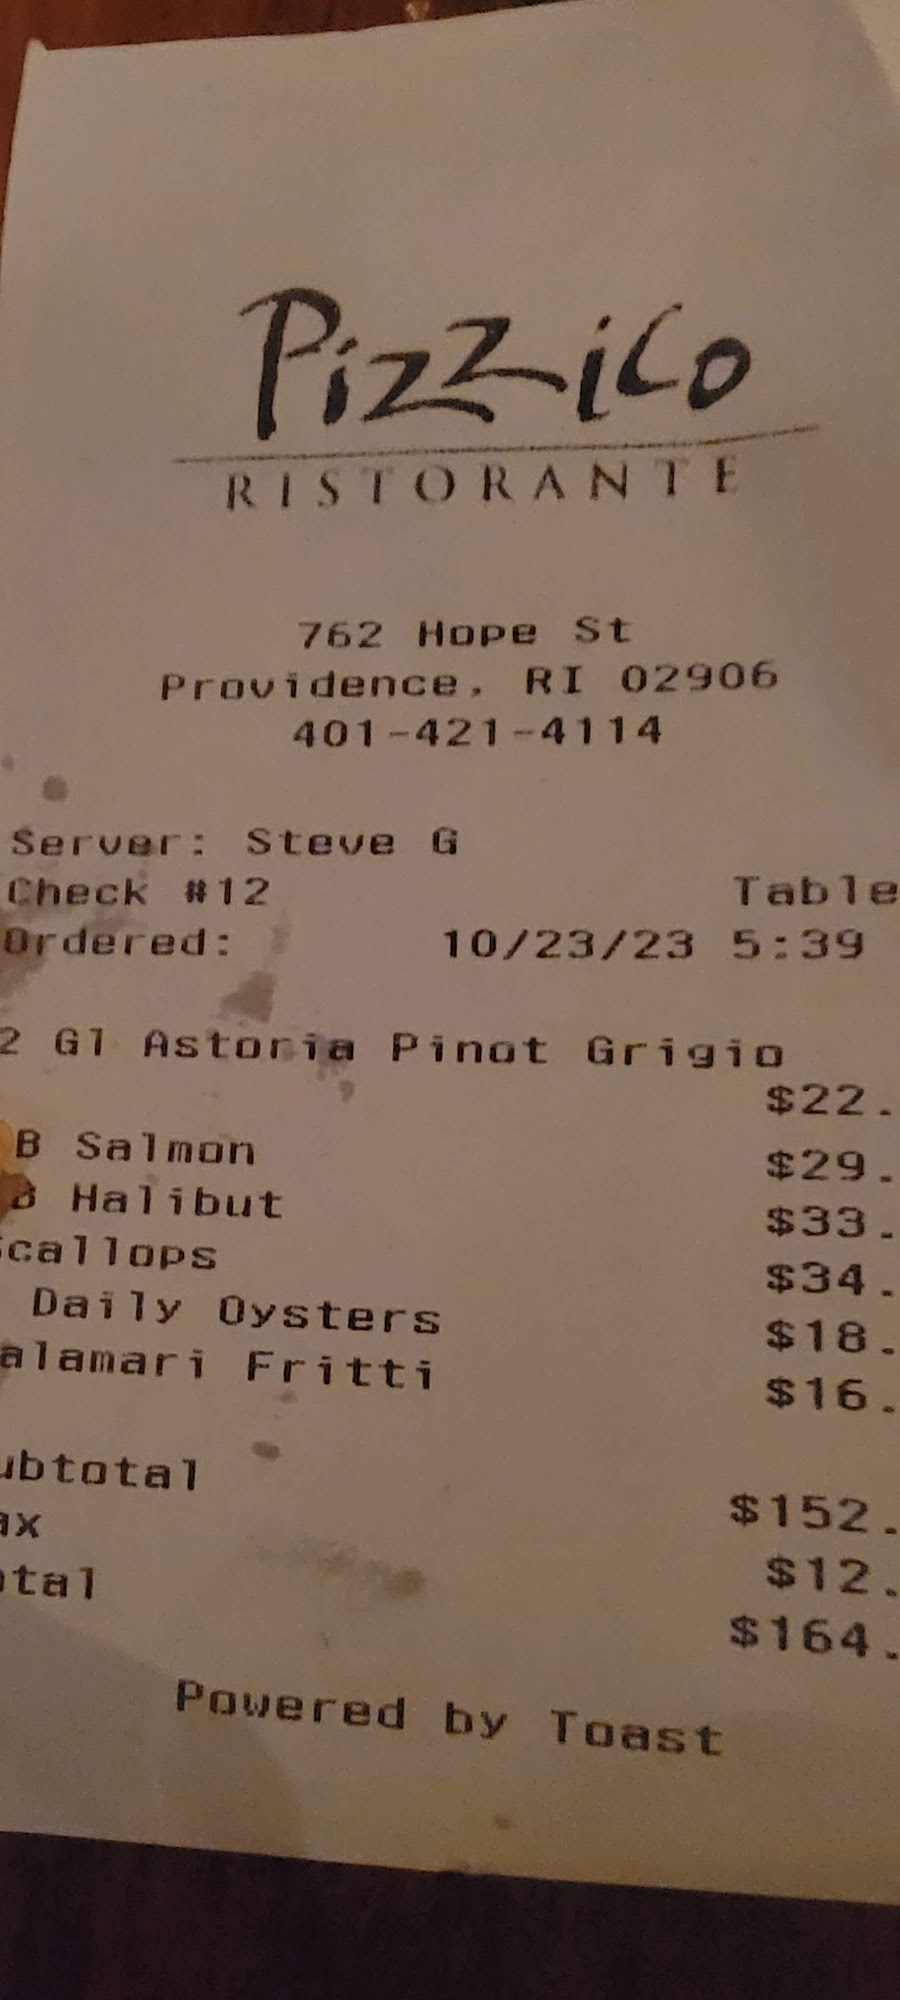 Pizzico
RISTORANTE
762 Hope St
Providence, RI 02906
401-421-4114
Server: Steve G
Check #12 Table
Ordered: 10/23/23 5:39
2 Gl Astoria Pinot Grigio
$22.
B Salmon $29.
B Halibut $33.
Scallops $34.
Daily Oysters $18.
alamari Fritti $16.
ubtotal $152.
ax $12.
otal $164.
Powered by Toast